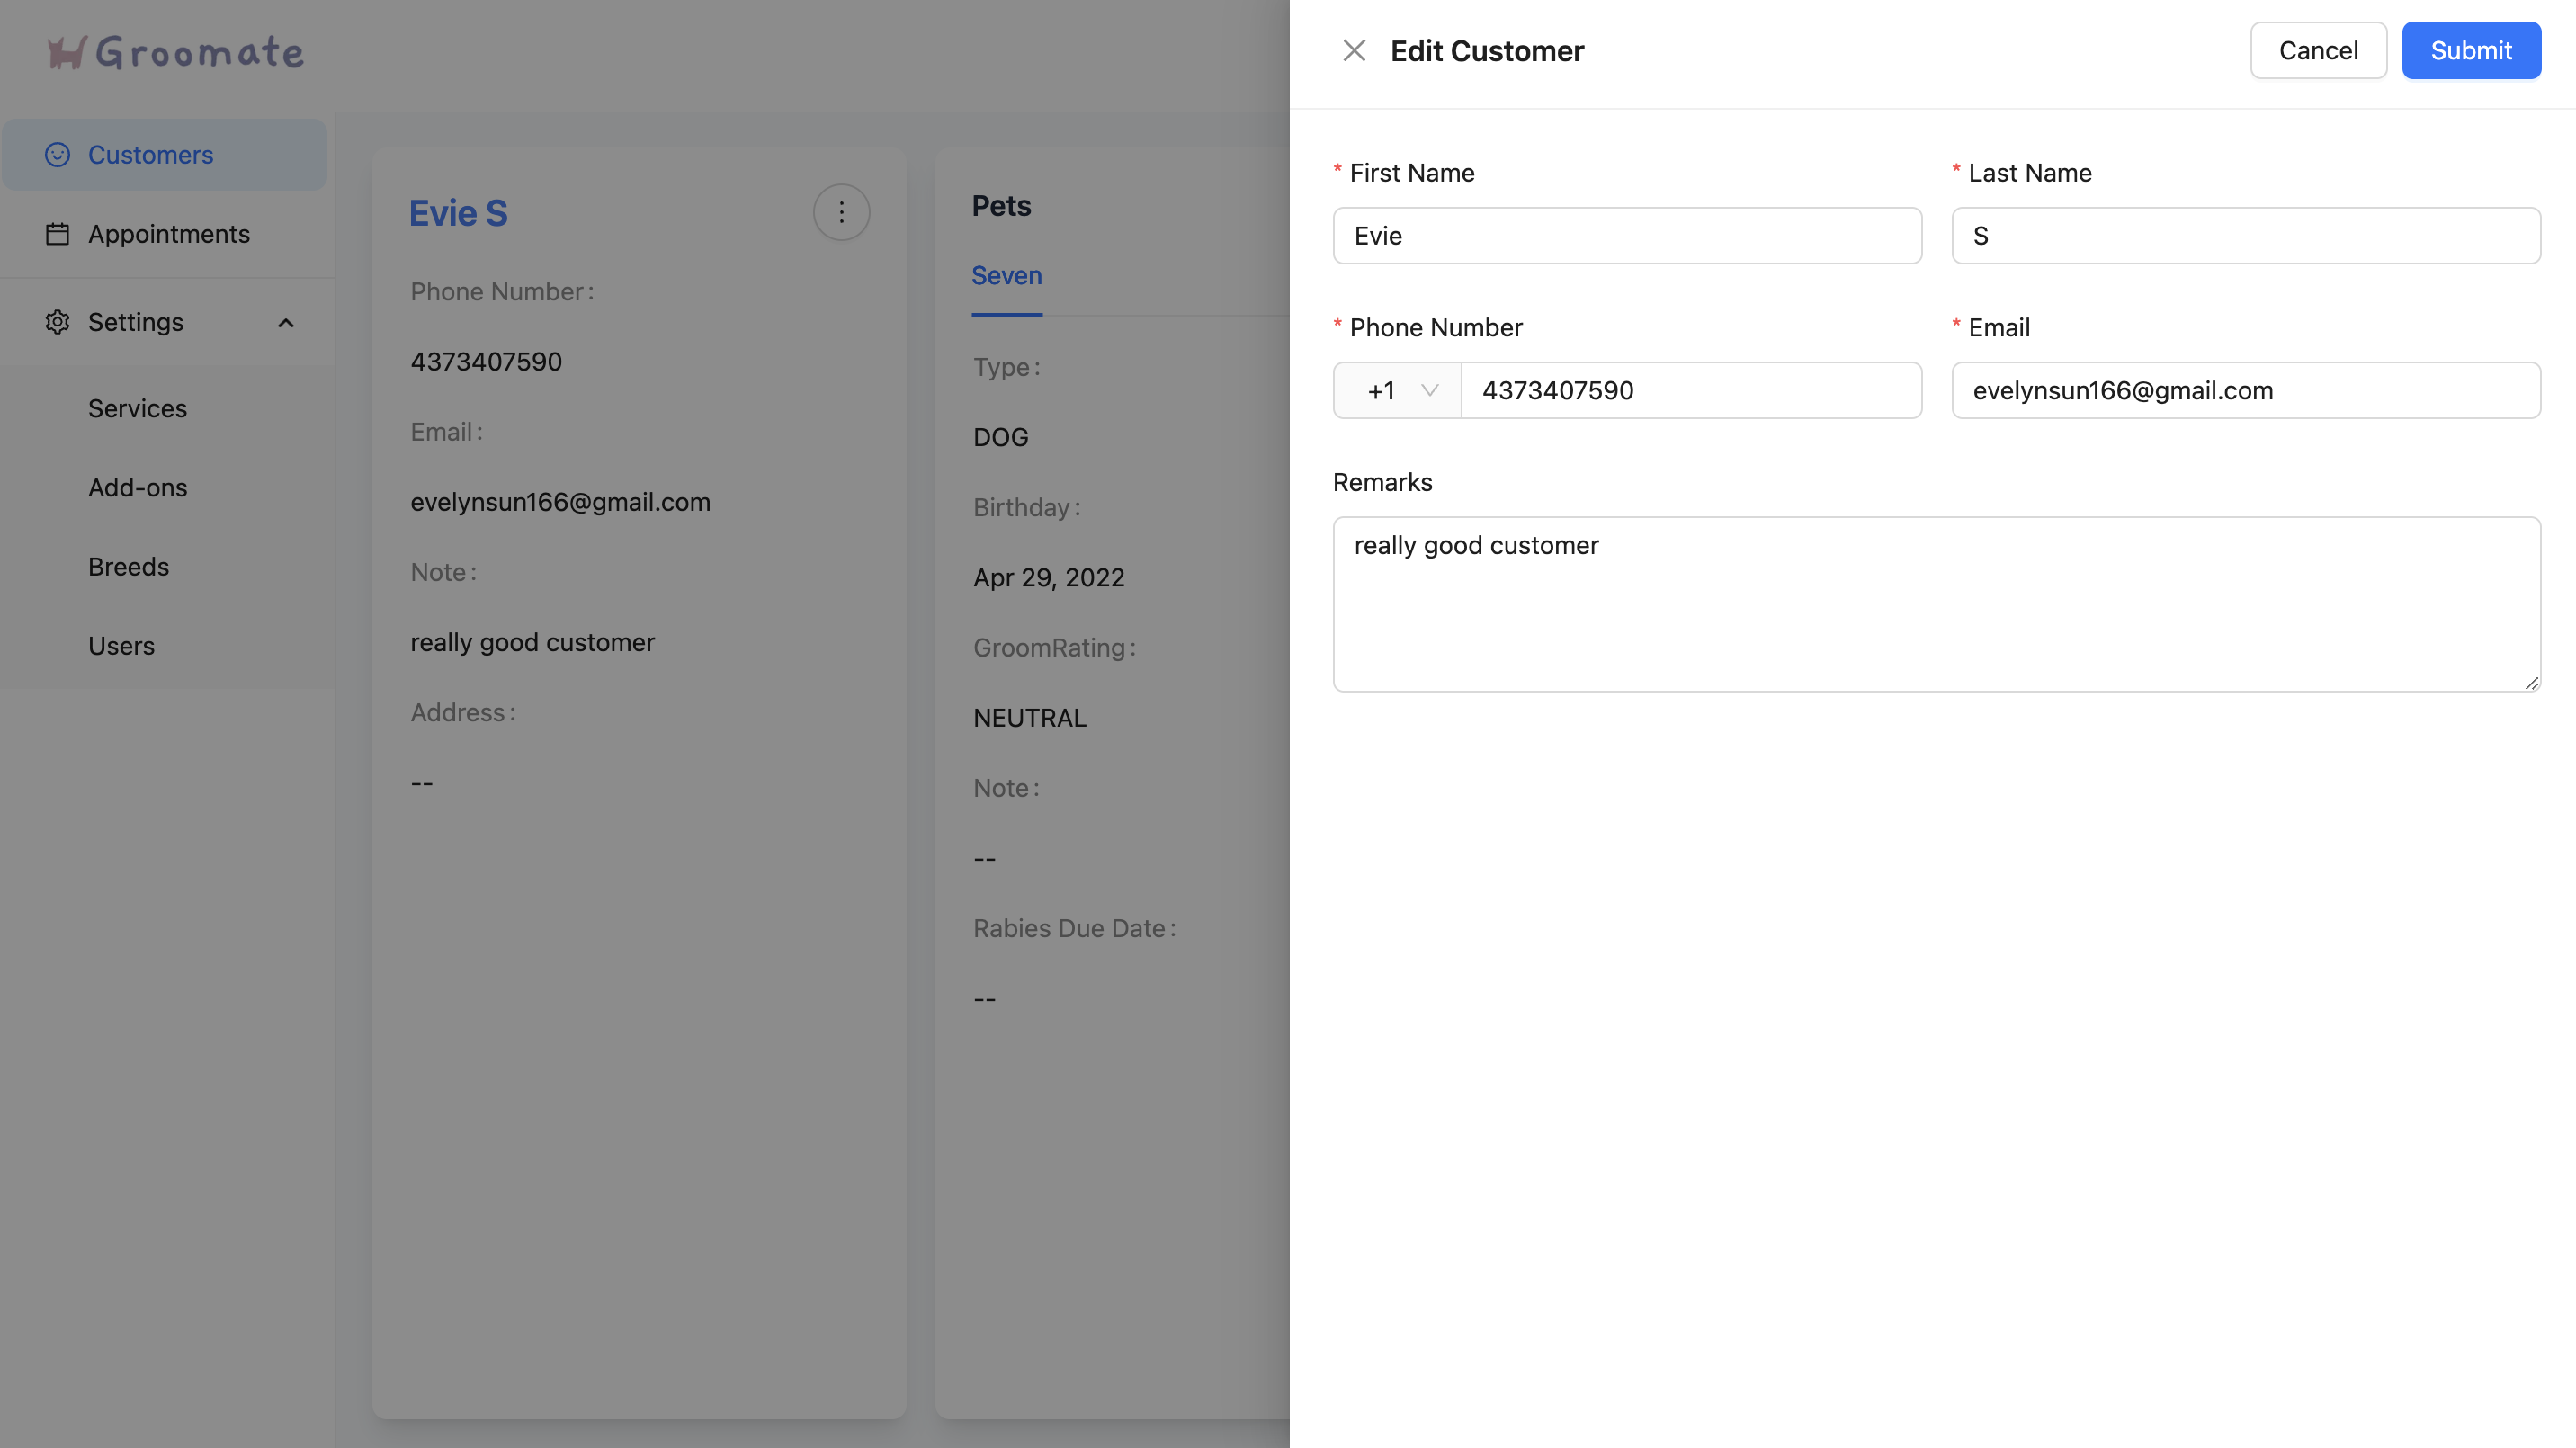 Groomate
Customers
Appointments
Settings
Services
Add-ons
Breeds
Users
Evie S
Phone Number:
4373407590
Email:
evelynsun166@gmail.com
Note:
really good customer
Address:
--
Pets
Seven
Type:
DOG
Birthday:
Apr 29, 2022
GroomRating:
NEUTRAL
Note:
--
Rabies Due Date:
--
Edit Customer
Cancel
Submit
* First Name
Evie
* Last Name
S
* Phone Number
+1 4373407590
* Email
evelynsun166@gmail.com
Remarks
really good customer